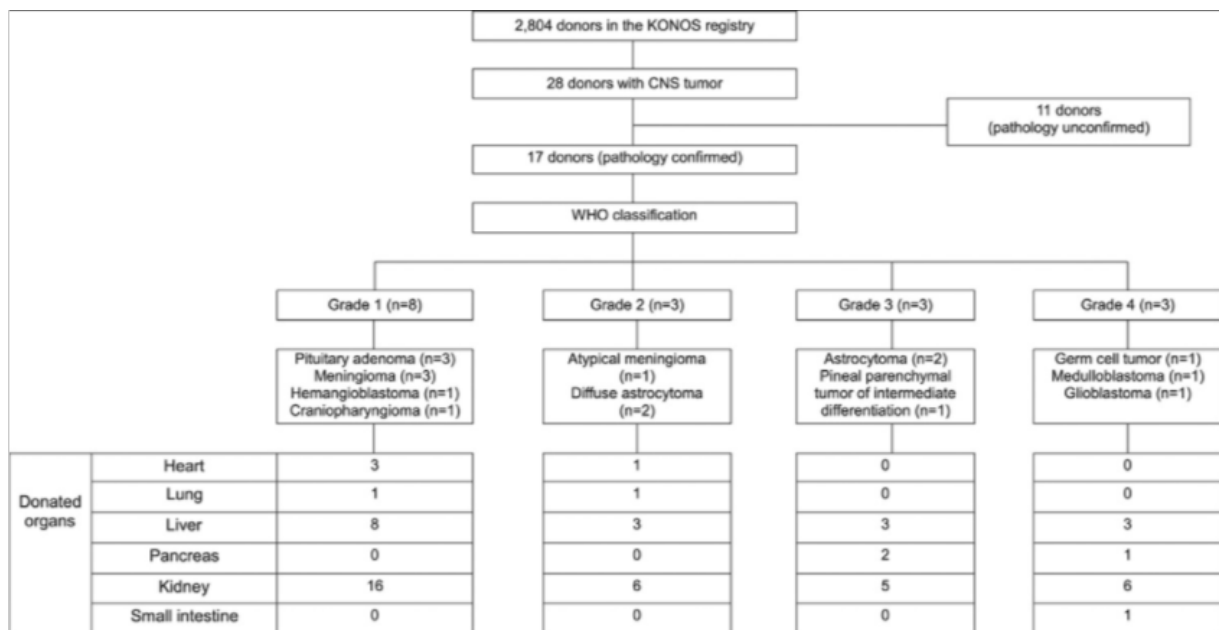 2,804 donors in the KONOS registry
28 donors with CNS tumor
11 donors
(pathology unconfirmed)
17 donors (pathology confirmed)
WHO classification
Grade 1 (n=8)
Grade 2 (n=3)
Grade 3 (n=3)
Grade 4 (n=3)
Pituitary adenoma (n=3)
Meningioma (n=3)
Hemangioblastoma (n=1)
Craniopharyngioma (n=1)
Atypical meningioma
(n=1)
Diffuse astrocytoma
(n=2)
Astrocytoma (n=2)
Pineal parenchymal
tumor of intermediate
differentiation (n=1)
Germ cell tumor (n=1)
Medulloblastoma (n=1)
Glioblastoma (n=1)
Donated
organs
Heart 3 1 0 0
Lung 1 1 0 0
Liver 8 3 3 3
Pancreas 0 0 2 1
Kidney 16 6 5 6
Small intestine 0 0 0 1